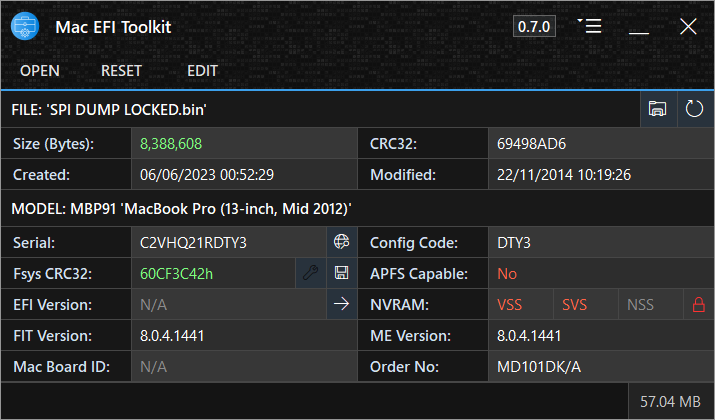 Mac EFI Toolkit 0.7.0
OPEN RESET EDIT
FILE: 'SPI DUMP LOCKED.bin'
Size (Bytes): 8,388,608 CRC32: 69498AD6
Created: 06/06/2023 00:52:29 Modified: 22/11/2014 10:19:26
MODEL: MBP91 'MacBook Pro (13-inch, Mid 2012)'
Serial: C2VHQ21RDTY3 Config Code: DTY3
Fsys CRC32: 60CF3C42h APFS Capable: No
EFI Version: N/A NVRAM: VSS SVS NSS
FIT Version: 8.0.4.1441 ME Version: 8.0.4.1441
Mac Board ID: N/A Order No: MD101DK/A
57.04 MB